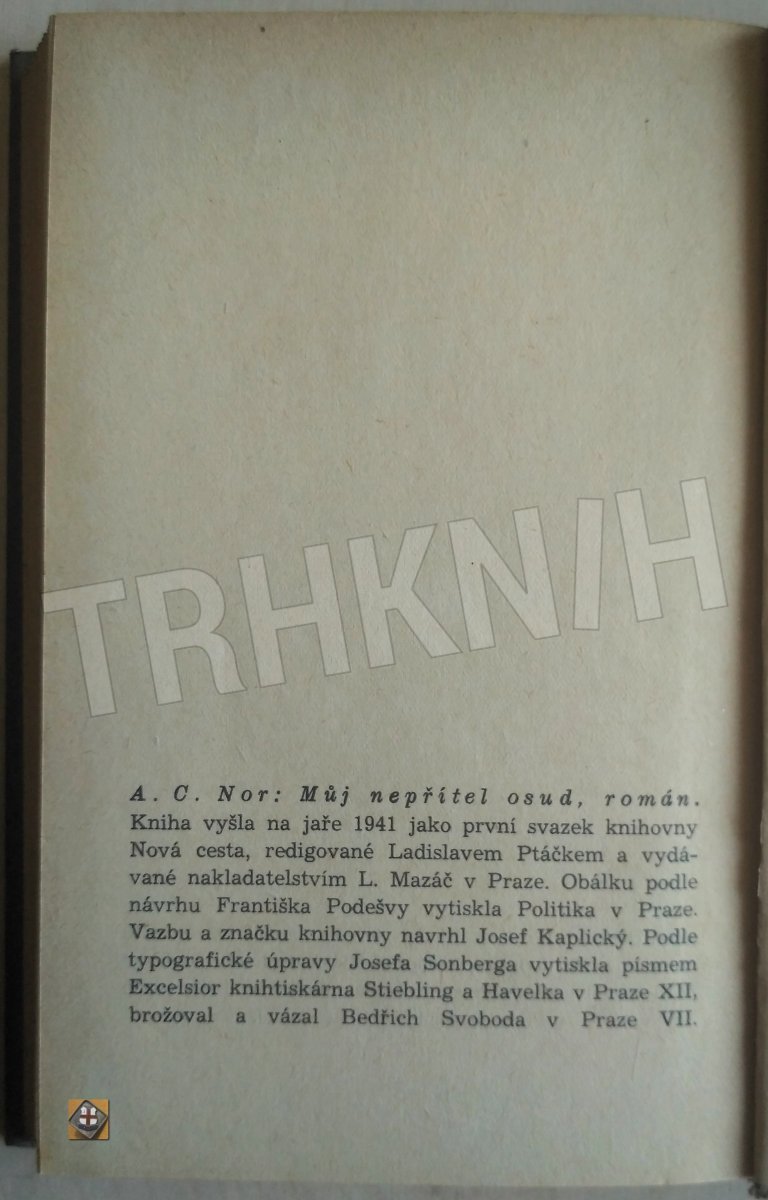 TRHKNIH
A. C. Nor: Můj nepřítel osud, román.
Kniha vyšla na jaře 1941 jako první svazek knihovny
Nová cesta, redigované Ladislavem Ptáčkem a vydá-
vané nakladatelstvím L. Mazáč v Praze. Obálku podle
návrhu Františka Podešvy vytiskla Politika v Praze.
Vazbu a značku knihovny navrhl Josef Kaplický. Podle
typografické úpravy Josefa Sonberga vytiskla písmem
Excelsior knihtiskárna Stiebling a Havelka v Praze XII,
brožoval a vázal Bedřich Svoboda v Praze VII.